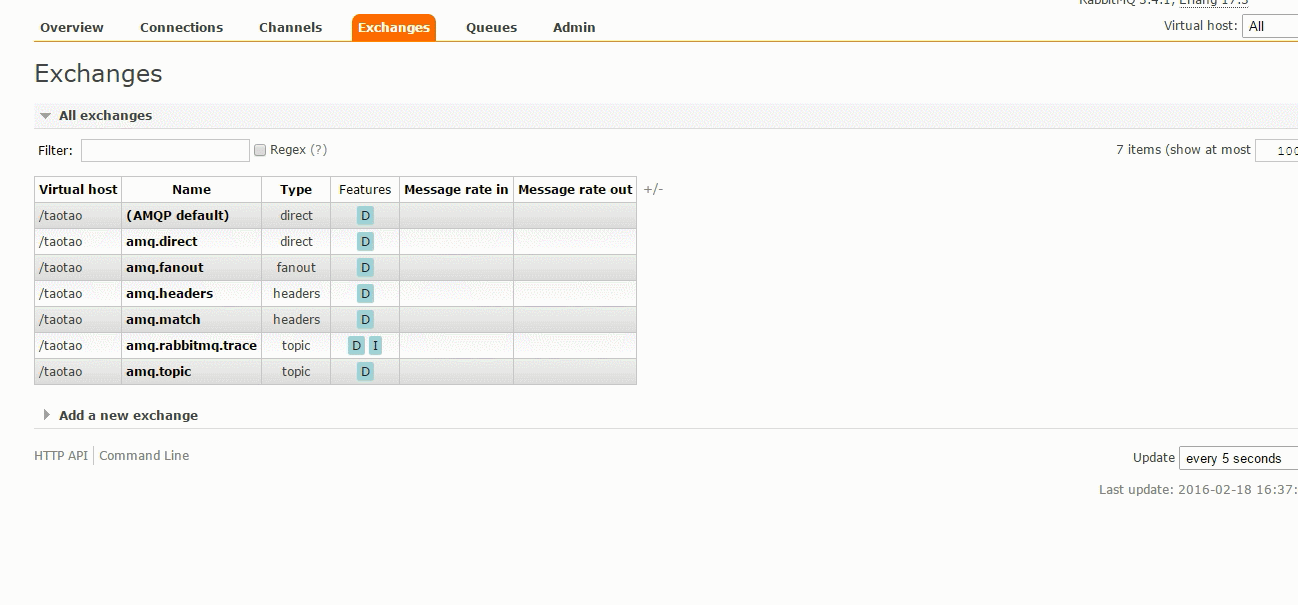 RabbitMQ 3.4.1, Erlang 17.3
Overview Connections Channels Exchanges Queues Admin
Virtual host: All
Exchanges
All exchanges
Filter: Regex (?) 7 items (show at most 100
Virtual host Name Type Features Message rate in Message rate out +/-
/taotao (AMQP default) direct D
/taotao amq.direct direct D
/taotao amq.fanout fanout D
/taotao amq.headers headers D
/taotao amq.match headers D
/taotao amq.rabbitmq.trace topic D I
/taotao amq.topic topic D
Add a new exchange
HTTP API Command Line
Update every 5 seconds
Last update: 2016-02-18 16:37: